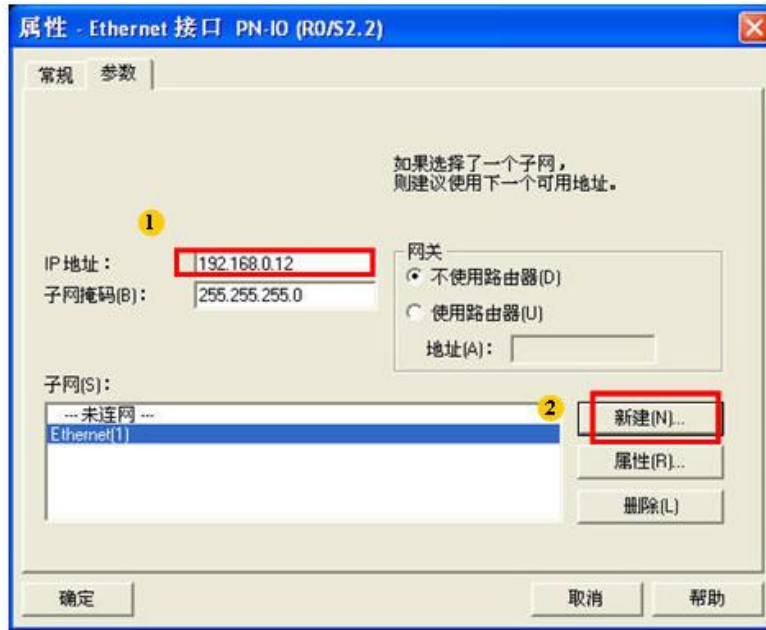 属性 - Ethernet 接口 PN-IO (R0/S2.2)
常规 参数
如果选择了一个子网，
则建议使用下一个可用地址。
1
IP地址：
192.168.0.12
子网掩码(B)：
255.255.255.0
网关
不使用路由器(D)
使用路由器(U)
地址(A)：
子网(S)：
--- 未连网 ---
Ethernet(1)
2
新建(N)...
属性(R)...
删除(L)
确定
取消
帮助